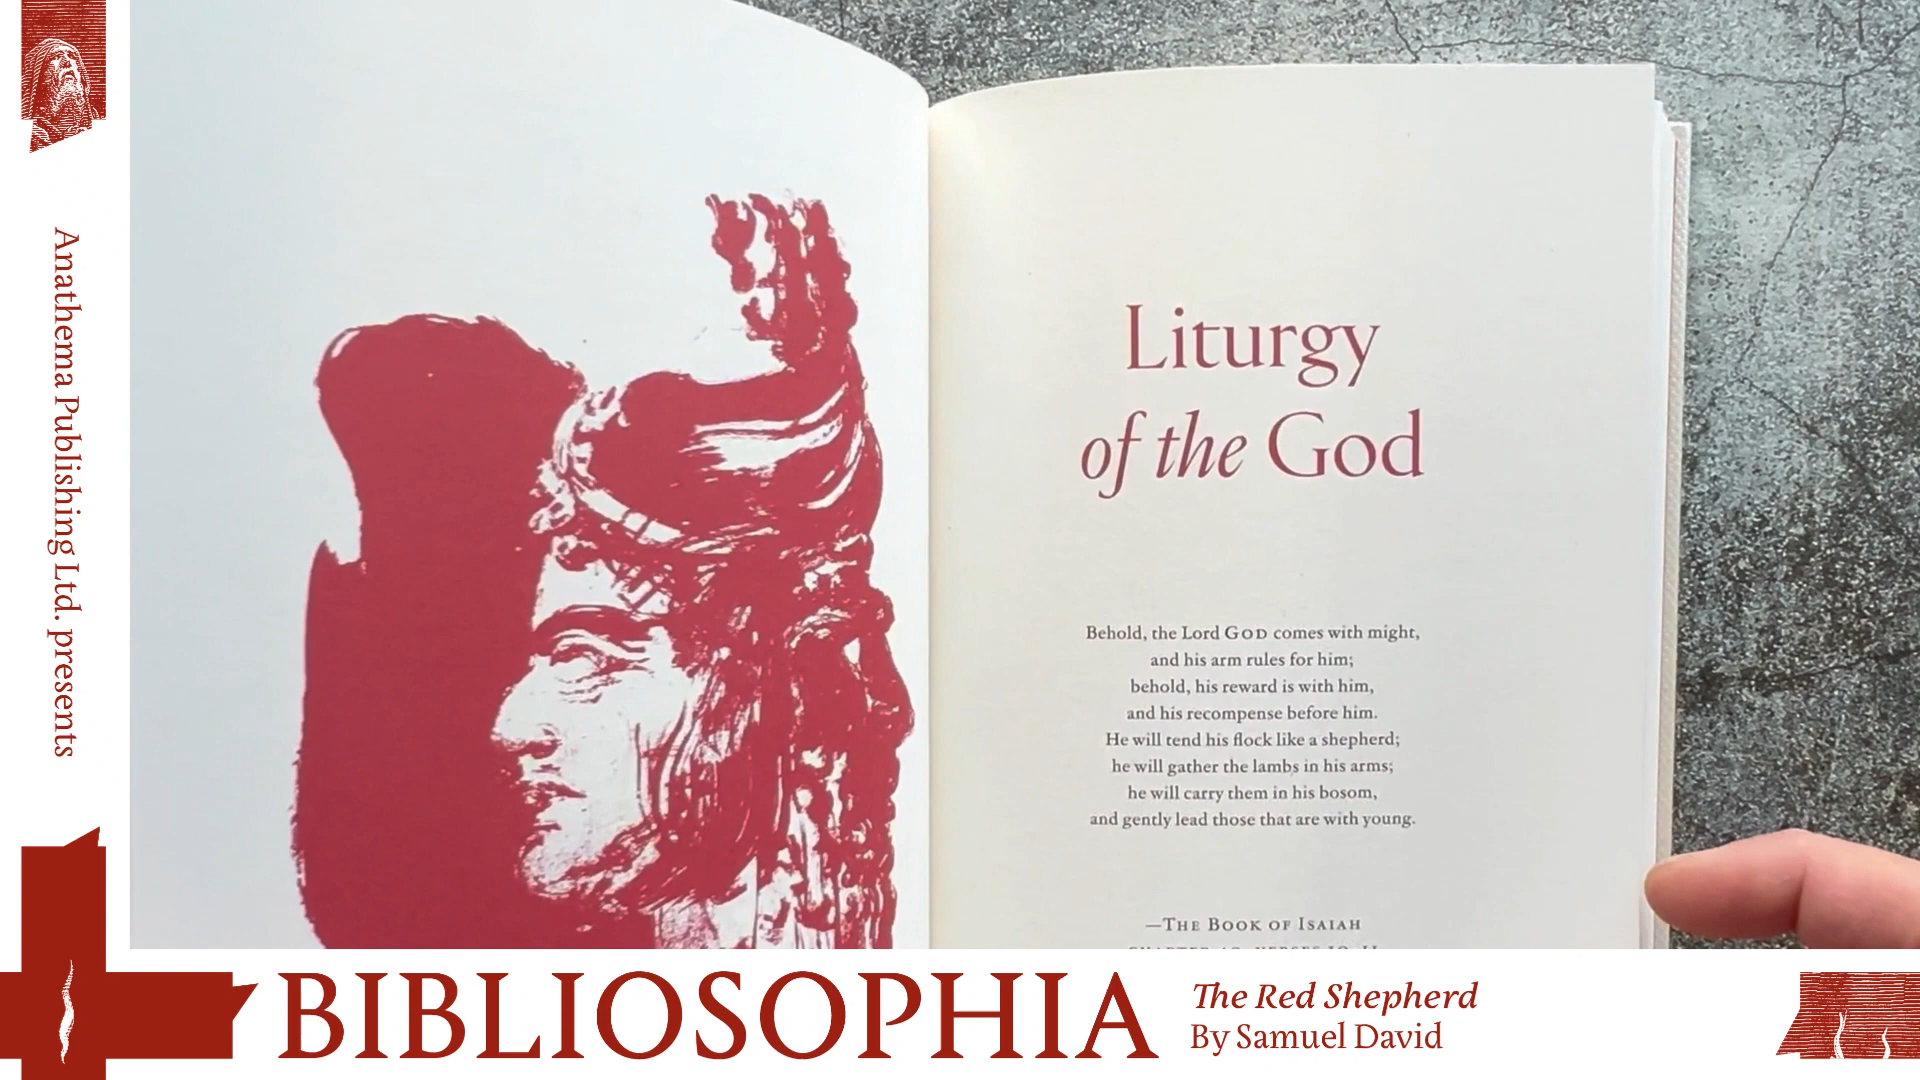 Anathema Publishing Ltd. presents
Liturgy
of the God
Behold, the Lord GOD comes with might,
and his arm rules for him;
behold, his reward is with him,
and his recompense before him.
He will tend his flock like a shepherd;
he will gather the lambs in his arms;
he will carry them in his bosom,
and gently lead those that are with young.
—THE BOOK OF ISAIAH
BIBLIOSOPHIA
The Red Shepherd
By Samuel David